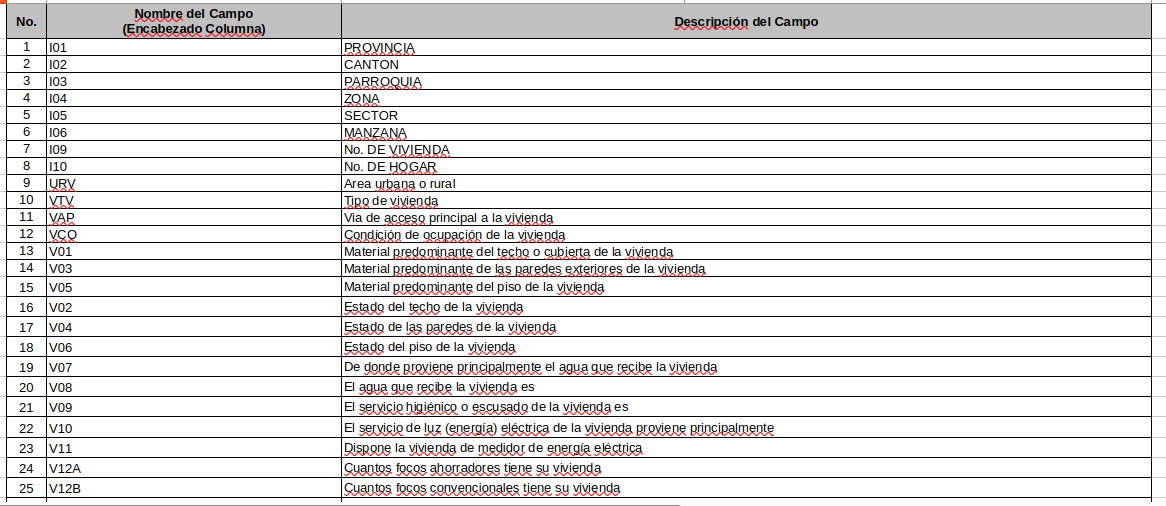 No. Nombre del Campo Descripción del Campo
(Encabezado Columna)
1 I01 PROVINCIA
2 I02 CANTON
3 I03 PARROQUIA
4 I04 ZONA
5 I05 SECTOR
6 I06 MANZANA
7 I09 No. DE VIVIENDA
8 I10 No. DE HOGAR
9 URV Area urbana o rural
10 VTV Tipo de vivienda
11 VAP Via de acceso principal a la vivienda
12 VCO Condición de ocupación de la vivienda
13 V01 Material predominante del techo o cubierta de la vivienda
14 V03 Material predominante de las paredes exteriores de la vivienda
15 V05 Material predominante del piso de la vivienda
16 V02 Estado del techo de la vivienda
17 V04 Estado de las paredes de la vivienda
18 V06 Estado del piso de la vivienda
19 V07 De donde proviene principalmente el agua que recibe la vivienda
20 V08 El agua que recibe la vivienda es
21 V09 El servicio higiénico o escusado de la vivienda es
22 V10 El servicio de luz (energía) eléctrica de la vivienda proviene principalmente
23 V11 Dispone la vivienda de medidor de energía eléctrica
24 V12A Cuantos focos ahorradores tiene su vivienda
25 V12B Cuantos focos convencionales tiene su vivienda